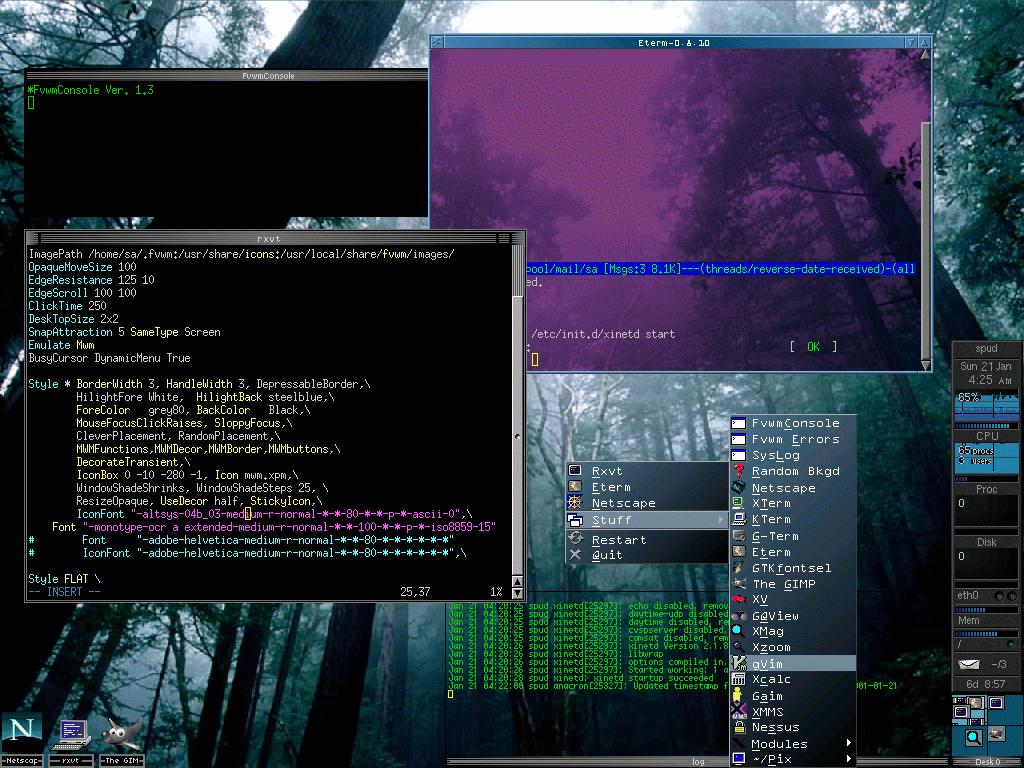 Eterm-0.8.10
FvwmConsole
*FvwmConsole Ver. 1.3
rxvt
ImagePath /home/sa/.fvwm:/usr/share/icons:/usr/local/share/fvwm/images/
OpaqueMoveSize 100
EdgeResistance 125 10
EdgeScroll 100 100
ClickTime 250
DeskTopSize 2x2
SnapAttraction 5 SameType Screen
Emulate Mwm
BusyCursor DynamicMenu True
Style * BorderWidth 3, HandleWidth 3, DepressableBorder,\
HilightFore White, HilightBack steelblue,\
ForeColor grey80, BackColor Black,\
MouseFocusClickRaises, SloppyFocus,\
CleverPlacement, RandomPlacement,\
MWMFunctions,MWMDecor,MWMBorder,MWMbuttons,\
DecorateTransient,\
IconBox 0 -10 -280 -1, Icon mwm.xpm,\
WindowShadeShrinks, WindowShadeSteps 25, \
ResizeOpaque, UseDecor half, StickyIcon,\
IconFont "-altsys-04b_03-medium-r-normal-*-*-80-*-*-p-*-ascii-0",\
Font "-monotype-ocr a extended-medium-r-normal-*-*-100-*-*-p-*-iso8859-15"
# Font "-adobe-helvetica-medium-r-normal-*-*-80-*-*-*-*-*-*"
# IconFont "-adobe-helvetica-medium-r-normal-*-*-80-*-*-*-*-*-*",\
Style FLAT \
-- INSERT -- 25,37 1%
pool/mail/sa [Msgs:3 8.1K]---(threads/reverse-date-received)-(all
ed.
/etc/init.d/xinetd start
: [ OK ]
Rxvt
Eterm
Netscape
Stuff
Restart
Quit
FvwmConsole
Fvwm Errors
SysLog
Random Bkgd
Netscape
XTerm
KTerm
G-Term
Eterm
GTKfontsel
The GIMP
XV
GQView
XMag
Xzoom
gVim
Xcalc
Gaim
XMMS
Nessus
Modules
~/Pix
Jan 21 04:20:25 spud xinetd[25297]: echo disabled, remov
Jan 21 04:20:25 spud xinetd[25297]: daytime-udp disabled
Jan 21 04:20:25 spud xinetd[25297]: daytime disabled, re
Jan 21 04:20:25 spud xinetd[25297]: cvspserver disabled,
Jan 21 04:20:25 spud xinetd[25297]: comsat disabled, rem
Jan 21 04:20:26 spud xinetd[25297]: xinetd Version 2.1.8
Jan 21 04:20:26 spud xinetd[25297]: libwrap
Jan 21 04:20:26 spud xinetd[25297]: options compiled in.
Jan 21 04:20:26 spud xinetd[25297]: Started working: 1 a
Jan 21 04:20:28 spud xinetd: xinetd startup succeeded
Jan 21 04:22:00 spud anacron[25327]: Updated timestamp f 001-01-21
log
spud
Sun 21 Jan
4:25 AM
65%
CPU
65 procs
3 users
Proc
0
Disk
0
eth0
Mem
/
-/3
6d 8:57
Desk 0
Netscap
rxvt
The GIM